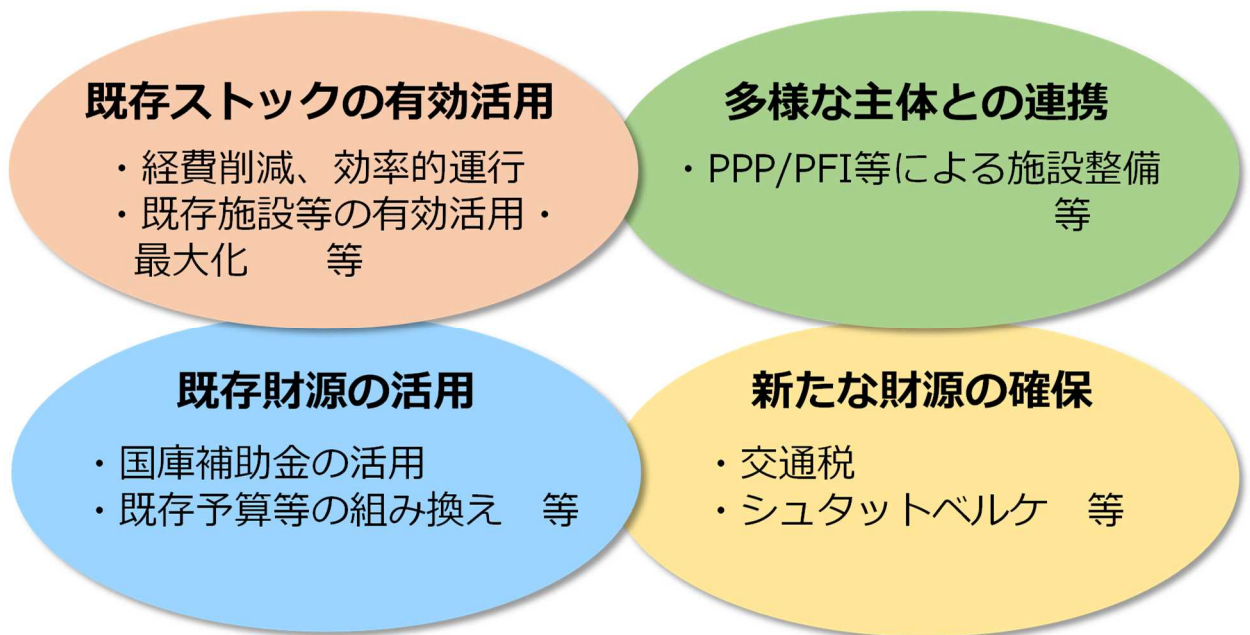 既存ストックの有効活用
・経費削減、効率的運行
・既存施設等の有効活用・
最大化　　等
多様な主体との連携
・PPP/PFI等による施設整備
等
既存財源の活用
・国庫補助金の活用
・既存予算等の組み換え　等
新たな財源の確保
・交通税
・シュタットベルケ　等